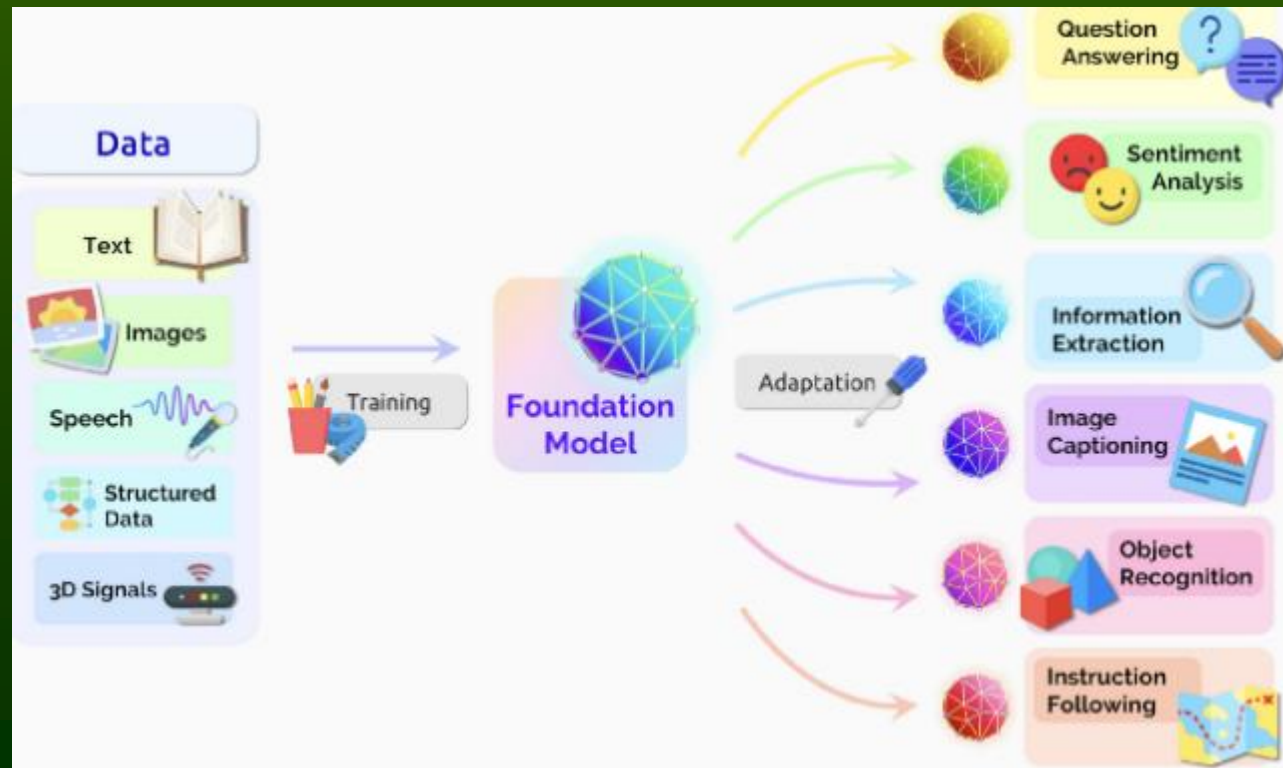 Data
Text
Images
Speech
Structured
Data
3D Signals
Training
Foundation
Model
Adaptation
Question
Answering
?
Sentiment
Analysis
Information
Extraction
Image
Captioning
Object
Recognition
Instruction
Following